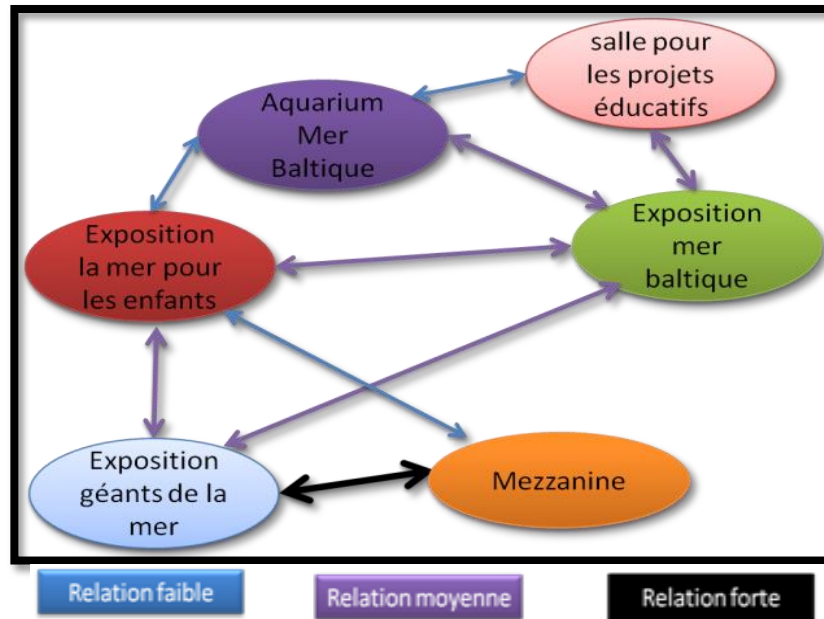 salle pour
les projets
éducatifs
Aquarium
Mer
Baltique
Exposition
la mer pour
les enfants
Exposition
mer
baltique
Exposition
géants de la
mer
Mezzanine
Relation faible
Relation moyenne
Relation forte